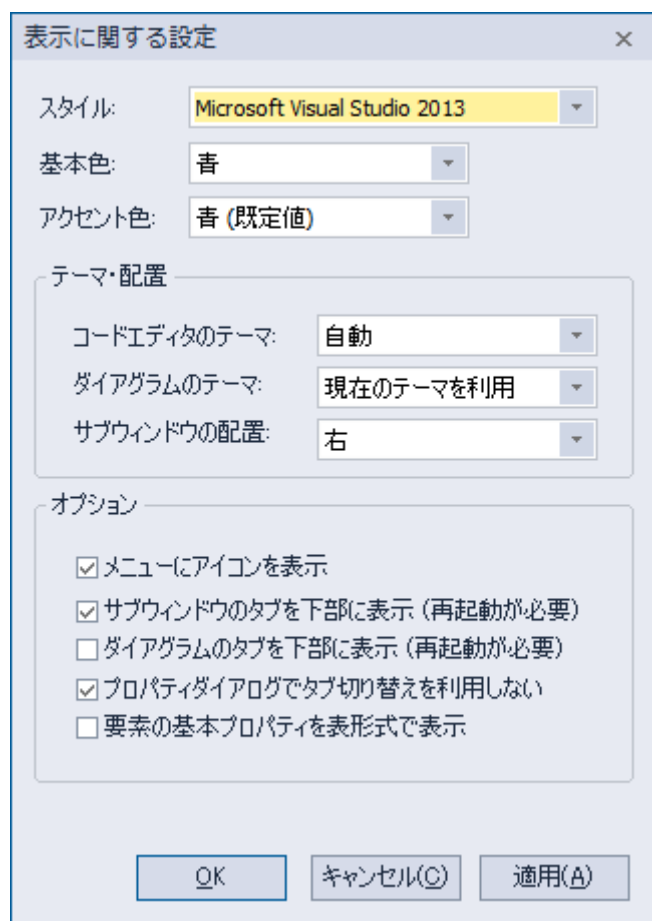 表示に関する設定
スタイル: Microsoft Visual Studio 2013
基本色: 青
アクセント色: 青 (既定値)
テーマ・配置
コードエディタのテーマ: 自動
ダイアグラムのテーマ: 現在のテーマを利用
サブウィンドウの配置: 右
オプション
メニューにアイコンを表示
サブウィンドウのタブを下部に表示 (再起動が必要)
ダイアグラムのタブを下部に表示 (再起動が必要)
プロパティダイアログでタブ切り替えを利用しない
要素の基本プロパティを表形式で表示
OK キャンセル(C) 適用(A)